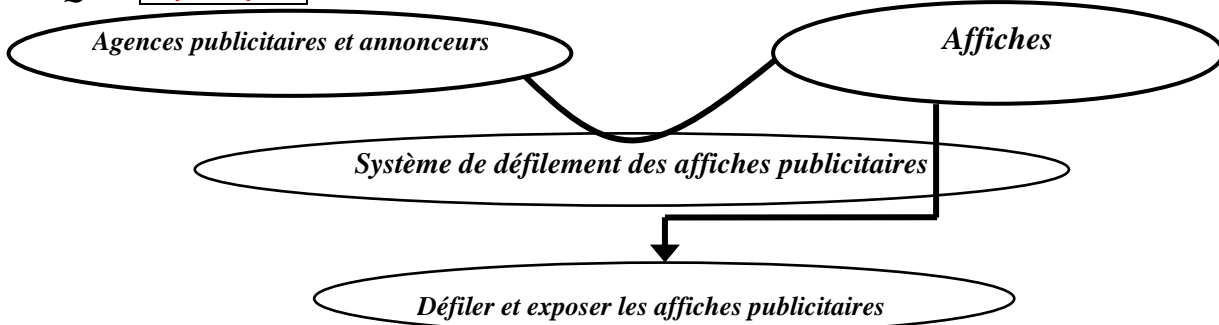 Agences publicitaires et annonceurs
Affiches
Système de défilement des affiches publicitaires
Défiler et exposer les affiches publicitaires